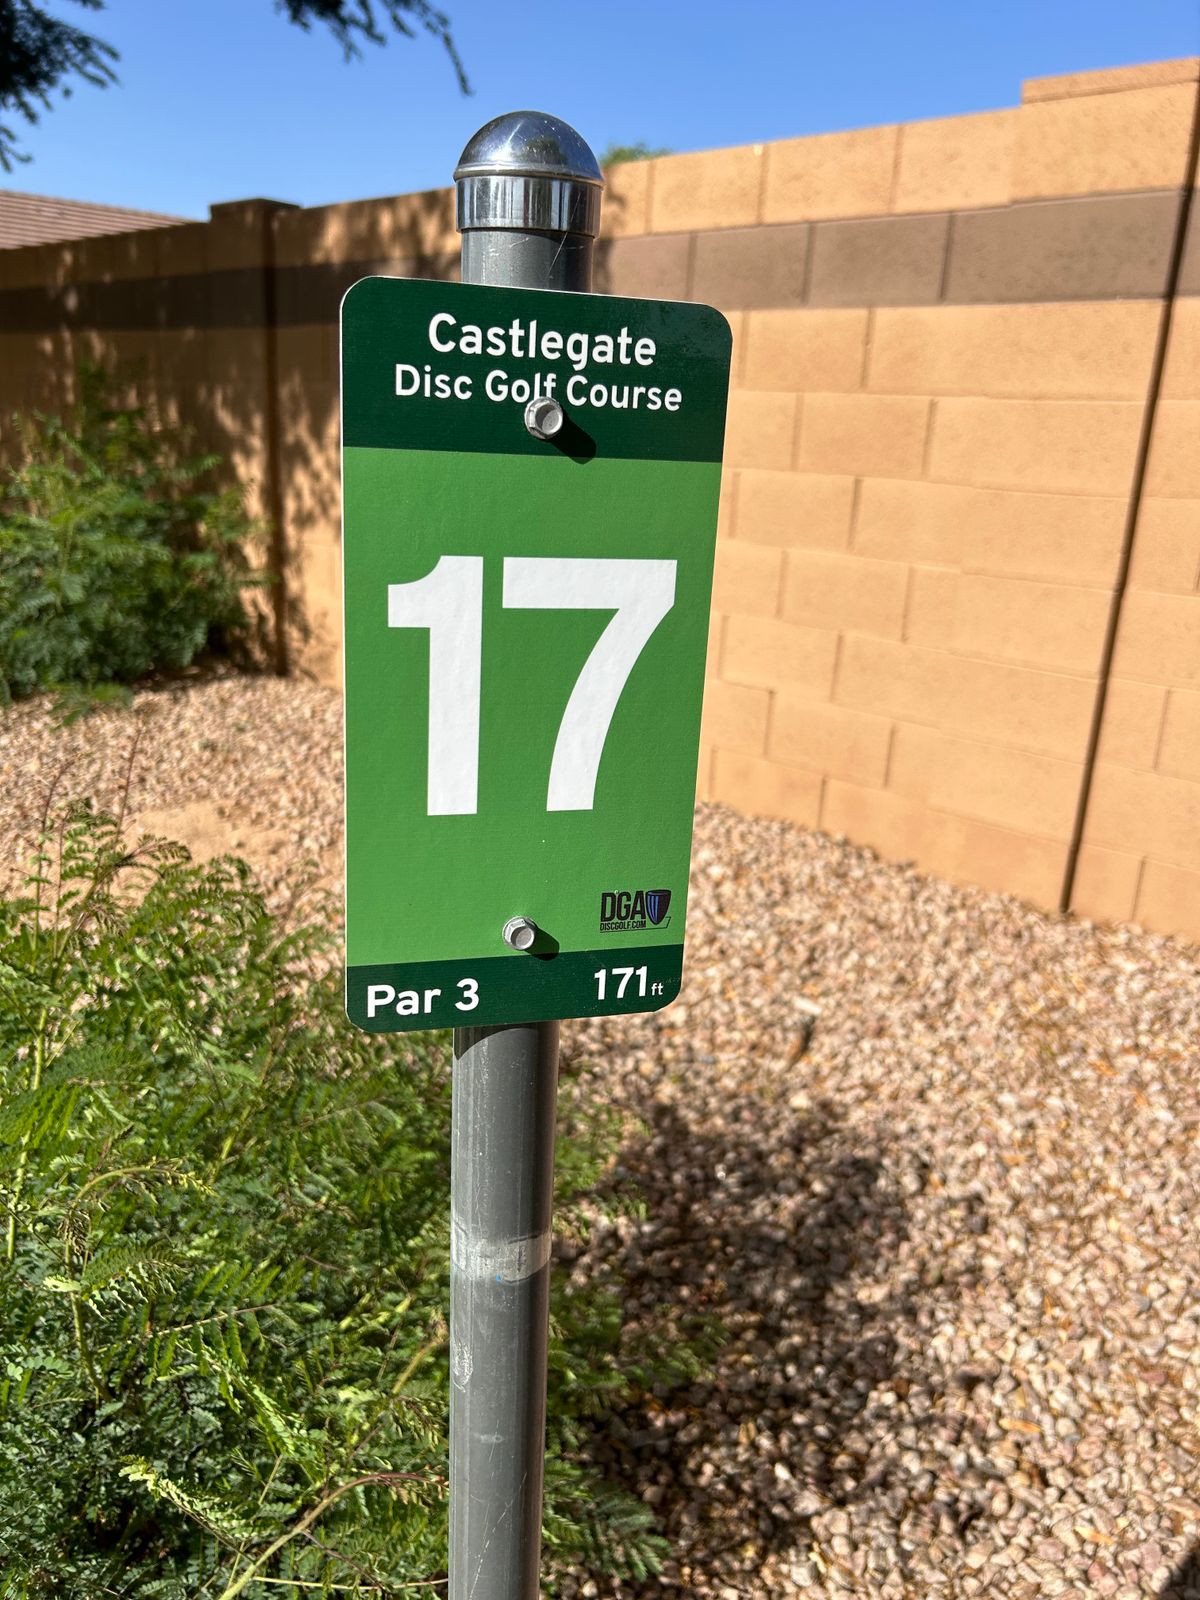 Castlegate
Disc Golf Course
17
DGA
DISCGOLF.COM
Par 3 171ft